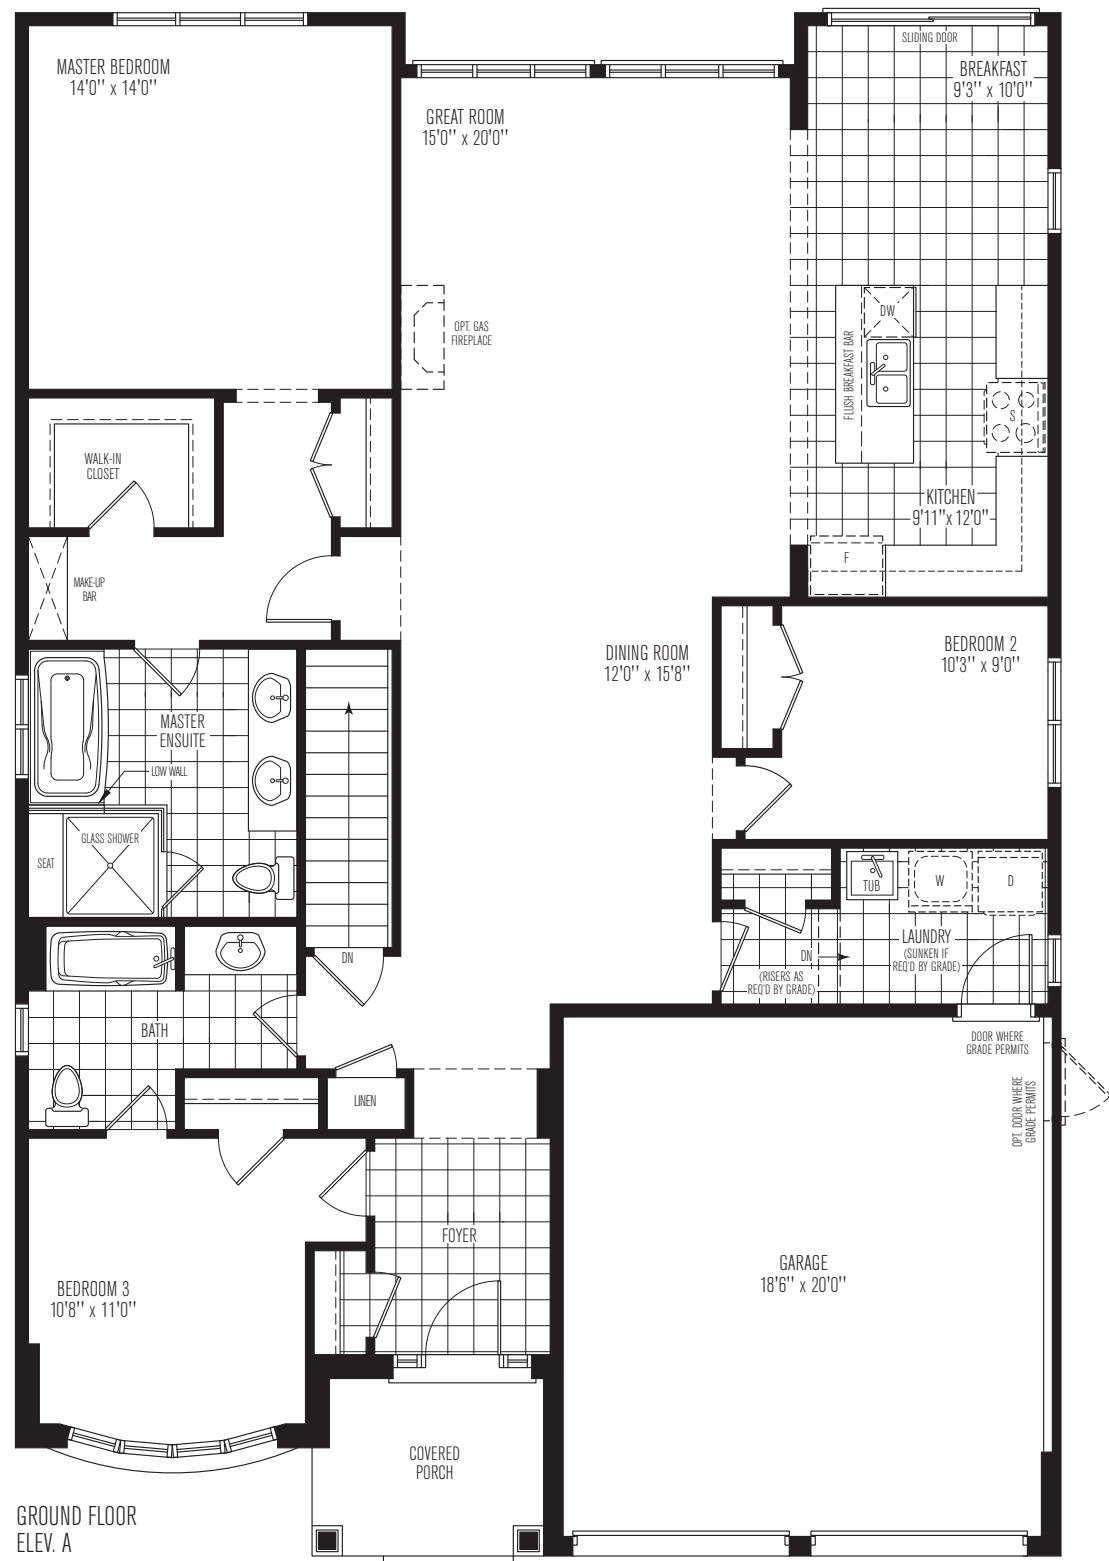 SLIDING DOOR
MASTER BEDROOM
14'0" x 14'0"
BREAKFAST
9'3" x 10'0"
GREAT ROOM
15'0" x 20'0"
OPT. GAS
FIREPLACE
DW
FLUSH BREAKFAST BAR
S
WALK-IN
CLOSET
KITCHEN
9'11" x 12'0"
F
MAKE-UP
BAR
DINING ROOM
12'0" x 15'8"
BEDROOM 2
10'3" x 9'0"
MASTER
ENSUITE
LOW WALL
GLASS SHOWER
SEAT
TUB
W
D
LAUNDRY
(SUNKEN IF
REQ'D BY GRADE)
DN
DN
(RISERS AS
REQ'D BY GRADE)
BATH
DOOR WHERE
GRADE PERMITS
OPT. DOOR WHERE
GRADE PERMITS
LINEN
FOYER
GARAGE
18'6" x 20'0"
BEDROOM 3
10'8" x 11'0"
COVERED
PORCH
GROUND FLOOR
ELEV. A